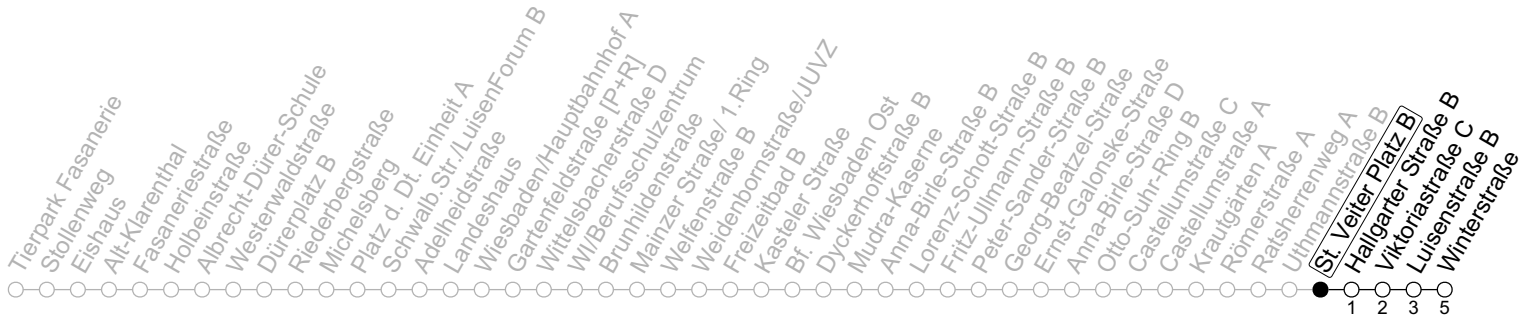 Tierpark Fasanerie
Stollenweg
Eishaus
Alt-Klarenthal
Fasaneriestraße
Holbeinstraße
Albrecht-Dürer-Schule
Westerwaldstraße
Dürerplatz B
Riederbergstraße
Michelsberg
Platz d. Dt. Einheit A
Schwalb.Str./LuisenForum B
Adelheidstraße
Landeshaus
Wiesbaden/Hauptbahnhof A
Gartenfeldstraße [P+R]
Wittelsbacherstraße D
WI/Berufsschulzentrum
Brunhildenstraße
Mainzer Straße/ 1.Ring
Welfenstraße B
Weidenbornstraße/JUVZ
Freizeitbad B
Kasteler Straße
Bf. Wiesbaden Ost
Dyckerhoffstraße B
Mudra-Kaserne
Anna-Birle-Straße B
Lorenz-Schott-Straße B
Fritz-Ullmann-Straße B
Peter-Sander-Straße B
Georg-Beatzel-Straße
Ernst-Galonske-Straße
Anna-Birle-Straße D
Otto-Suhr-Ring B
Castellumstraße C
Castellumstraße A
Krautgärten A
Römerstraße A
Ratsherrenweg A
Uthmannstraße B
St. Veiter Platz B
Hallgarter Straße B
Viktoriastraße C
Luisenstraße B
Winterstraße
1 2 3 5